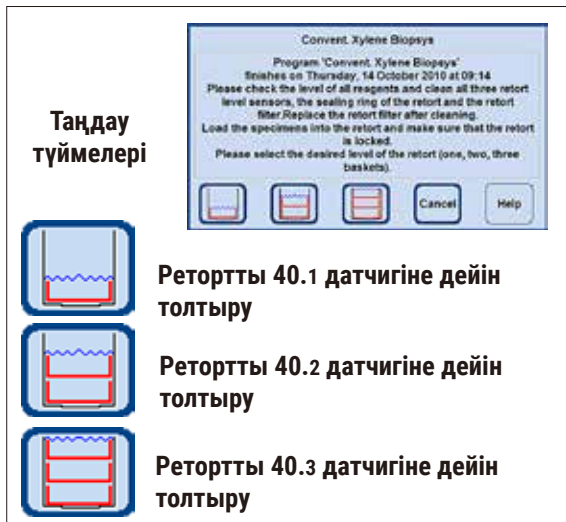 Convent. Xylene Biopsys
Program 'Convent. Xylene Biopsys'
finishes on Thursday, 14 October 2010 at 09:14
Please check the level of all reagents and clean all three retort
level sensors, the sealing ring of the retort and the retort
filter.Replace the retort filter after cleaning.
Load the specimens into the retort and make sure that the retort
is locked.
Please select the desired level of the retort (one, two, three
baskets).
Cancel
Help
Таңдау
түймелері
Ретортты 40.1 датчигіне дейін
толтыру
Ретортты 40.2 датчигіне дейін
толтыру
Ретортты 40.3 датчигіне дейін
толтыру